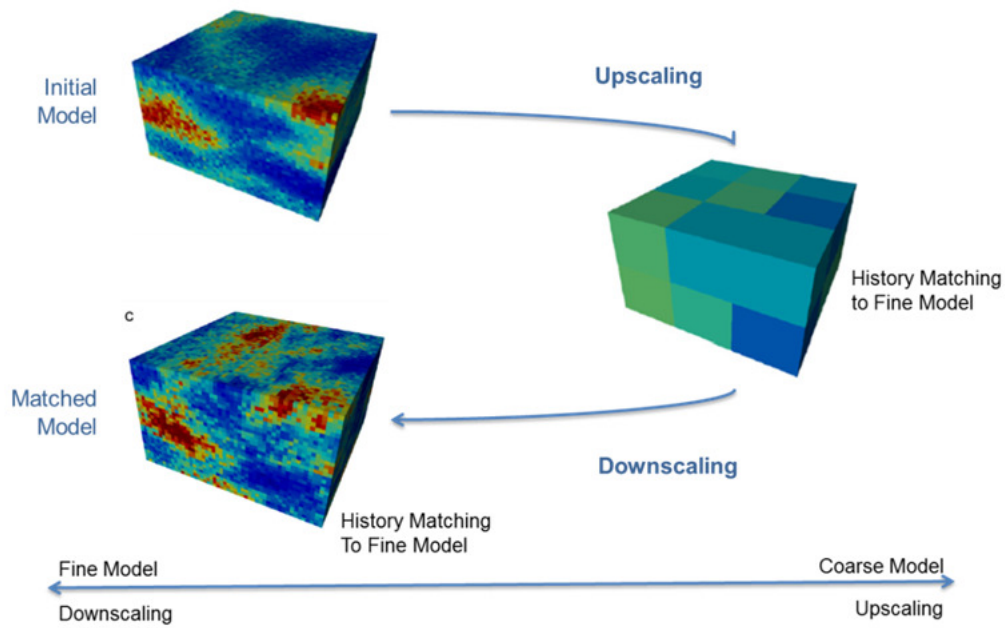 Initial
Model
Upscaling
History Matching
to Fine Model
c
Matched
Model
Downscaling
History Matching
To Fine Model
Fine Model
Coarse Model
Downscaling
Upscaling